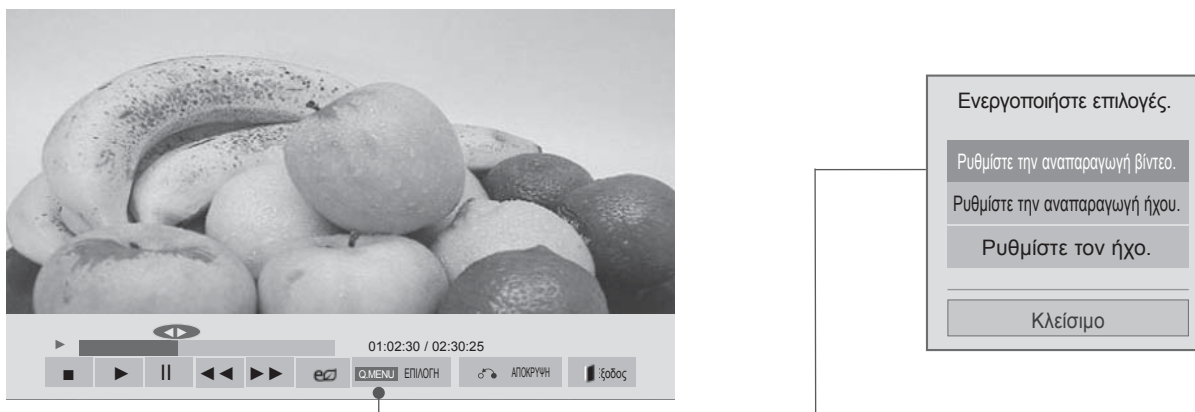 01:02:30 / 02:30:25
Q.MENU ΕΠΙΛΟΓΗ
ΑΠΟΚΡΥΨΗ
Έξοδος
Ενεργοποιήστε επιλογές.
Ρυθμίστε την αναπαραγωγή βίντεο.
Ρυθμίστε την αναπαραγωγή ήχου.
Ρυθμίστε τον ήχο.
Κλείσιμο